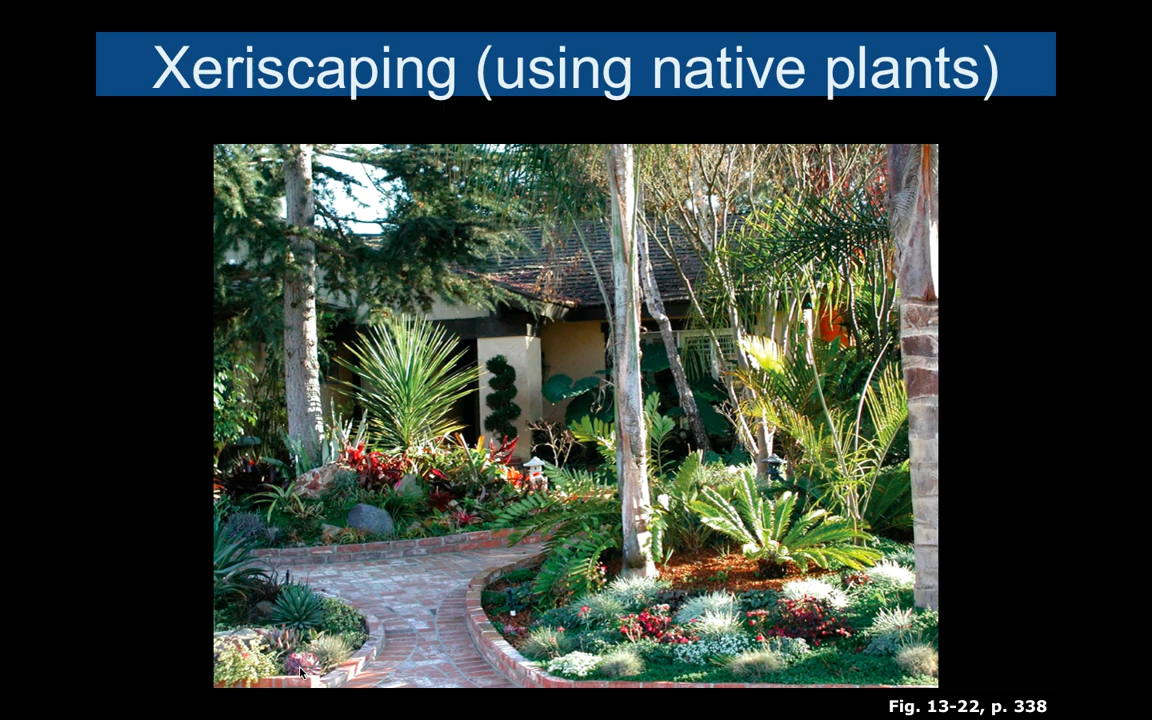 Xeriscaping (using native plants)
Fig. 13-22, p. 338